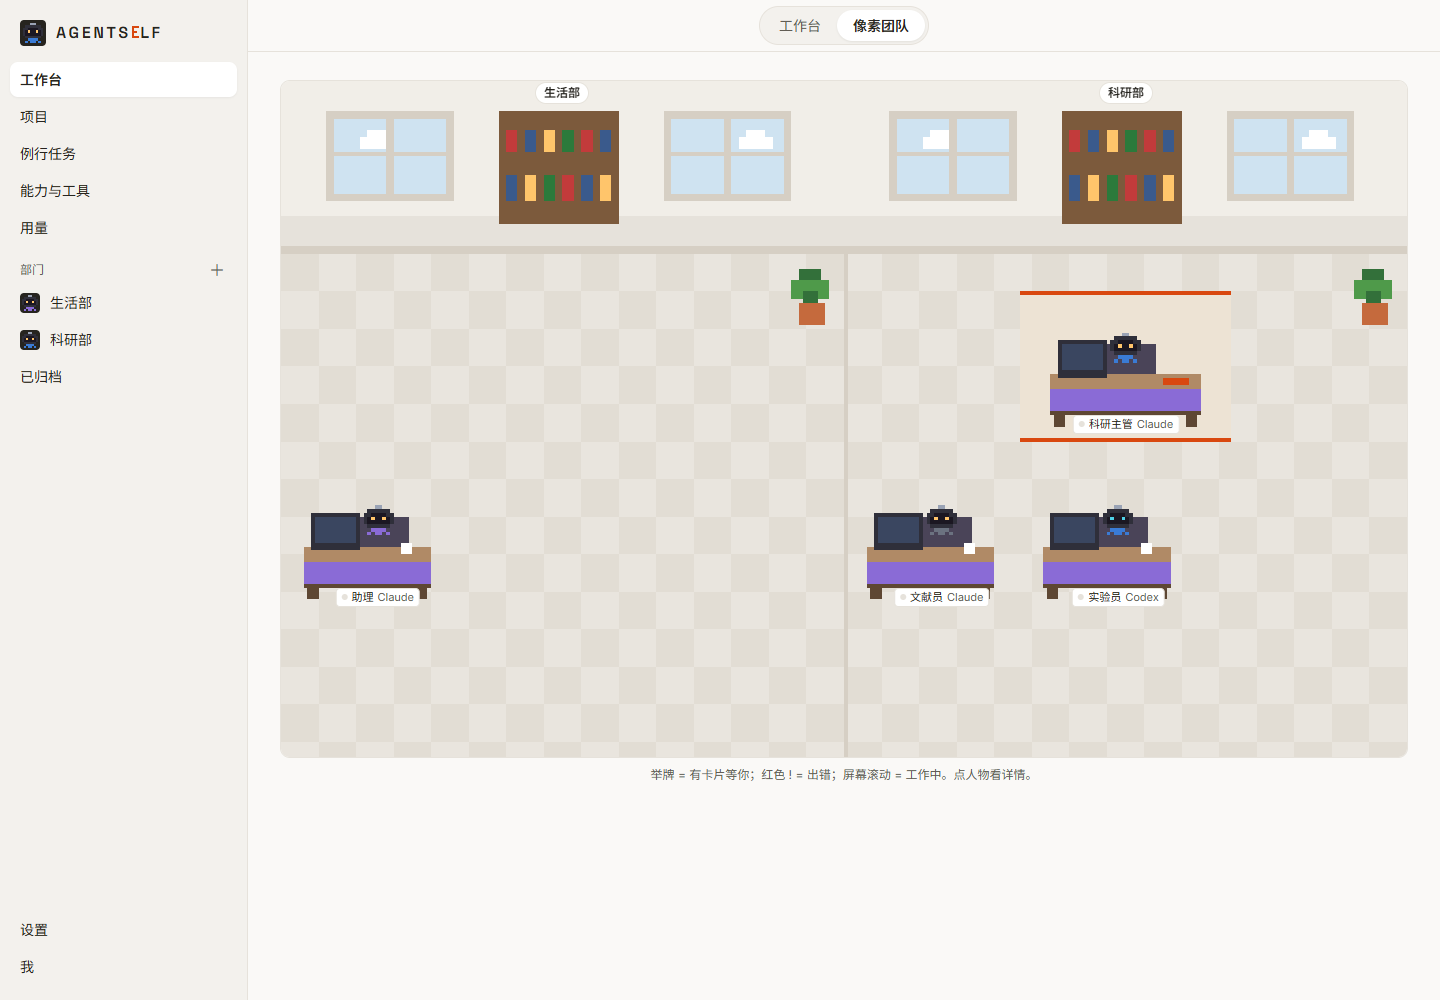 AGENTSELF
工作台
项目
例行任务
能力与工具
用量
部门
生活部
科研部
已归档
设置
我
工作台
像素团队
生活部
科研部
科研主管 Claude
助理 Claude
文献员 Claude
实验员 Codex
举牌 = 有卡片等你；红色 ! = 出错；屏幕滚动 = 工作中。点人物看详情。